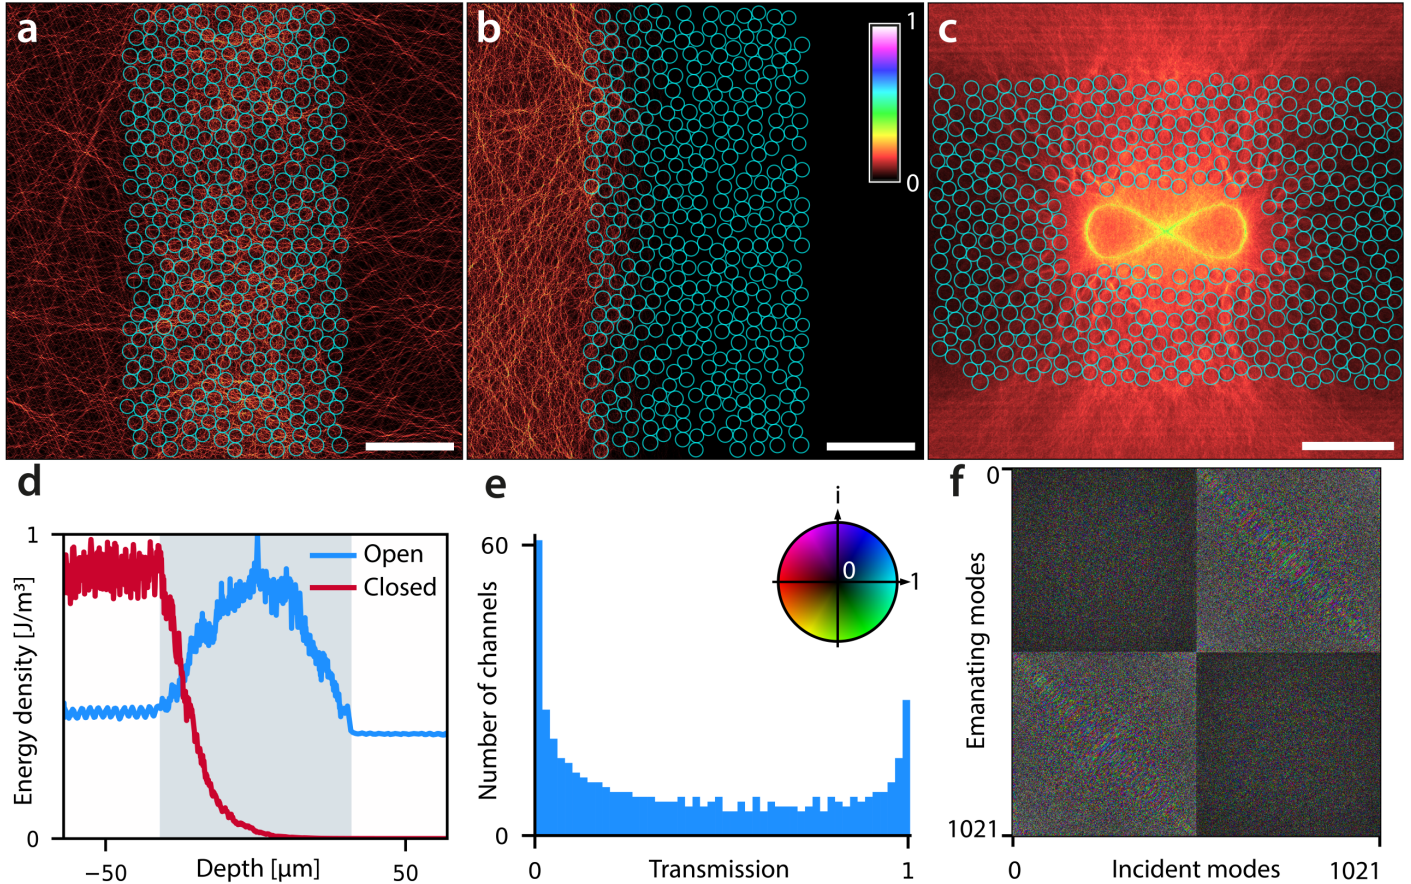 a
b
1
0
c
d
1
Energy density [J/m³]
0
−50
Depth [µm]
50
Open
Closed
e
60
Number of channels
0
0
Transmission
1
i
0
1
f
0
Emanating modes
1021
0
Incident modes
1021